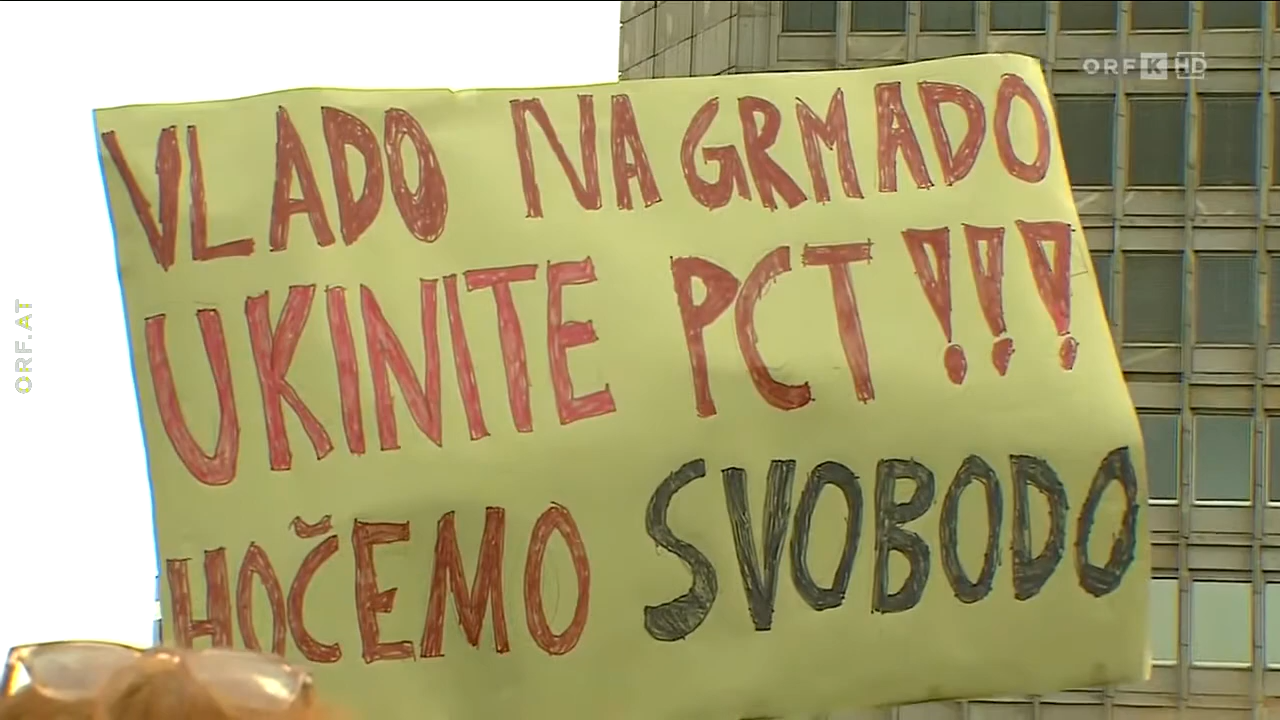 ORF K HD
VLADO NA GRMADO
UKINITE PCT!!!
HOČEMO SVOBODO
ORF.AT